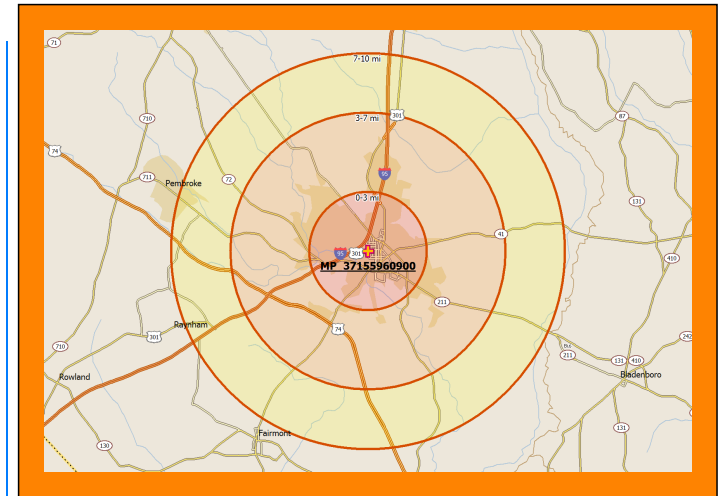 71
7-10 mi
301
3-7 mi
87
710
74
95
711
Pembroke
72
0-3 mi
131
41
95
301
410
MP 37155960900
211
Raynham
74
301
242
710
Bus
211
131
410
Rowland
Bladenboro
131
Fairmont
130